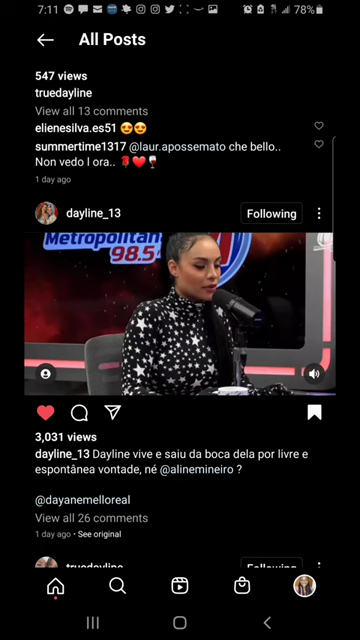 7:11
78%
All Posts
547 views
truedayline
View all 13 comments
elienesilva.es51 😍😍
summertime1317 @laur.apossemato che bello..
Non vedo l ora.. 🌹❤️🍷
1 day ago
dayline_13
Following
Metropolitan
98.5
3,031 views
dayline_13 Dayline vive e saiu da boca dela por livre e
espontânea vontade, né @alinemineiro ?
@dayanemelloreal
View all 26 comments
1 day ago • See original
truedayline
Following